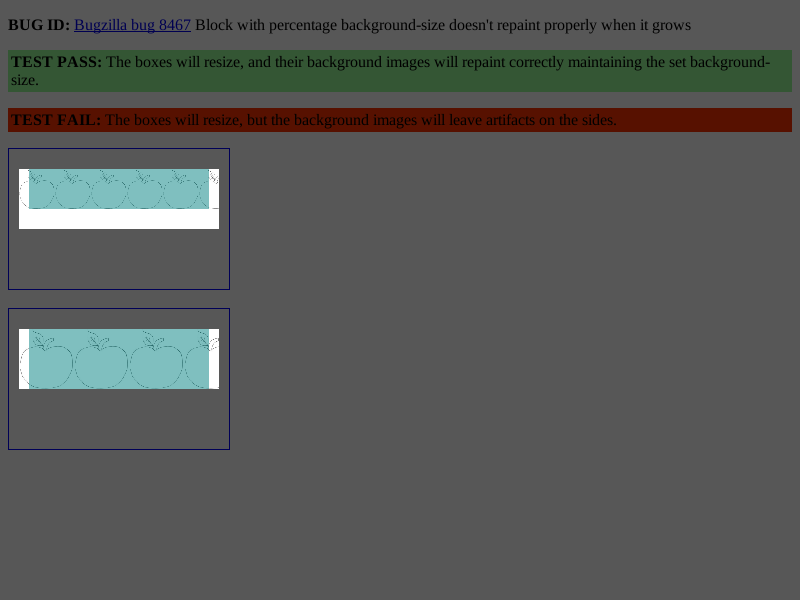 BUG ID: Bugzilla bug 8467 Block with percentage background-size doesn't repaint properly when it grows
TEST PASS: The boxes will resize, and their background images will repaint correctly maintaining the set background-
size.
TEST FAIL: The boxes will resize, but the background images will leave artifacts on the sides.